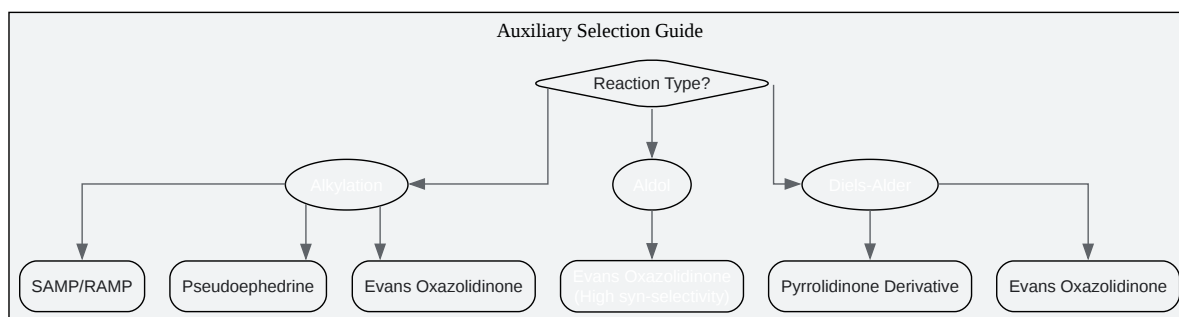 Auxiliary Selection Guide
Reaction Type?
Alkylation
Aldol
Diels-Alder
SAMP/RAMP
Pseudoephedrine
Evans Oxazolidinone
Evans Oxazolidinone
(High syn-selectivity)
Pyrrolidinone Derivative
Evans Oxazolidinone